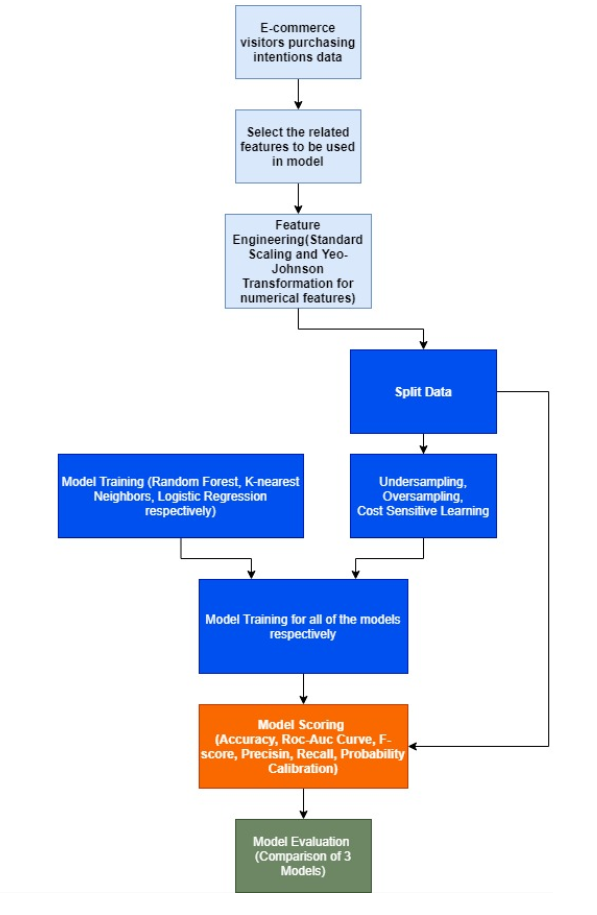 E-commerce
visitors purchasing
intentions data
Select the related
features to be used
in model
Feature
Engineering(Standard
Scaling and Yeo-
Johnson
Transformation for
numerical features)
Split Data
Model Training (Random Forest, K-nearest
Neighbors, Logistic Regression
respectively)
Undersampling,
Oversampling,
Cost Sensitive Learning
Model Training for all of the models
respectively
Model Scoring
(Accuracy, Roc-Auc Curve, F-
score, Precisin, Recall, Probability
Calibration)
Model Evaluation
(Comparison of 3
Models)